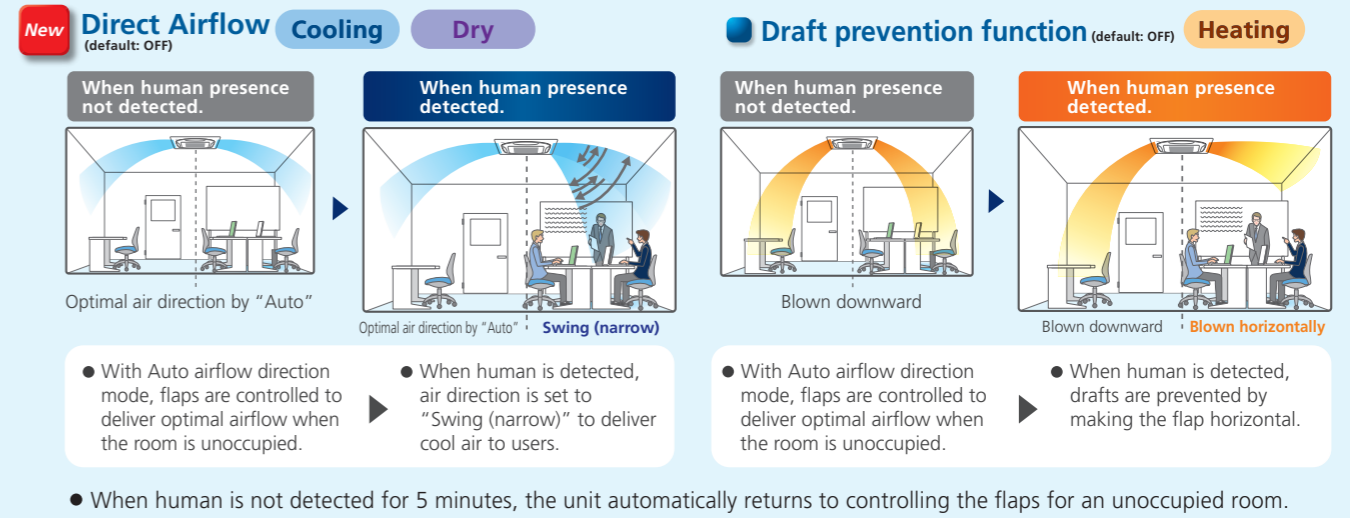 New
Direct Airflow
(default: OFF)
Cooling
Dry
When human presence
not detected.
When human presence
detected.
Optimal air direction by “Auto”
Optimal air direction by “Auto”
Swing (narrow)
● With Auto airflow direction
mode, flaps are controlled to
deliver optimal airflow when
the room is unoccupied.
● When human is detected,
air direction is set to
“Swing (narrow)” to deliver
cool air to users.
Draft prevention function (default: OFF)
Heating
When human presence
not detected.
When human presence
detected.
Blown downward
Blown downward
Blown horizontally
● With Auto airflow direction
mode, flaps are controlled to
deliver optimal airflow when
the room is unoccupied.
● When human is detected,
drafts are prevented by
making the flap horizontal.
● When human is not detected for 5 minutes, the unit automatically returns to controlling the flaps for an unoccupied room.